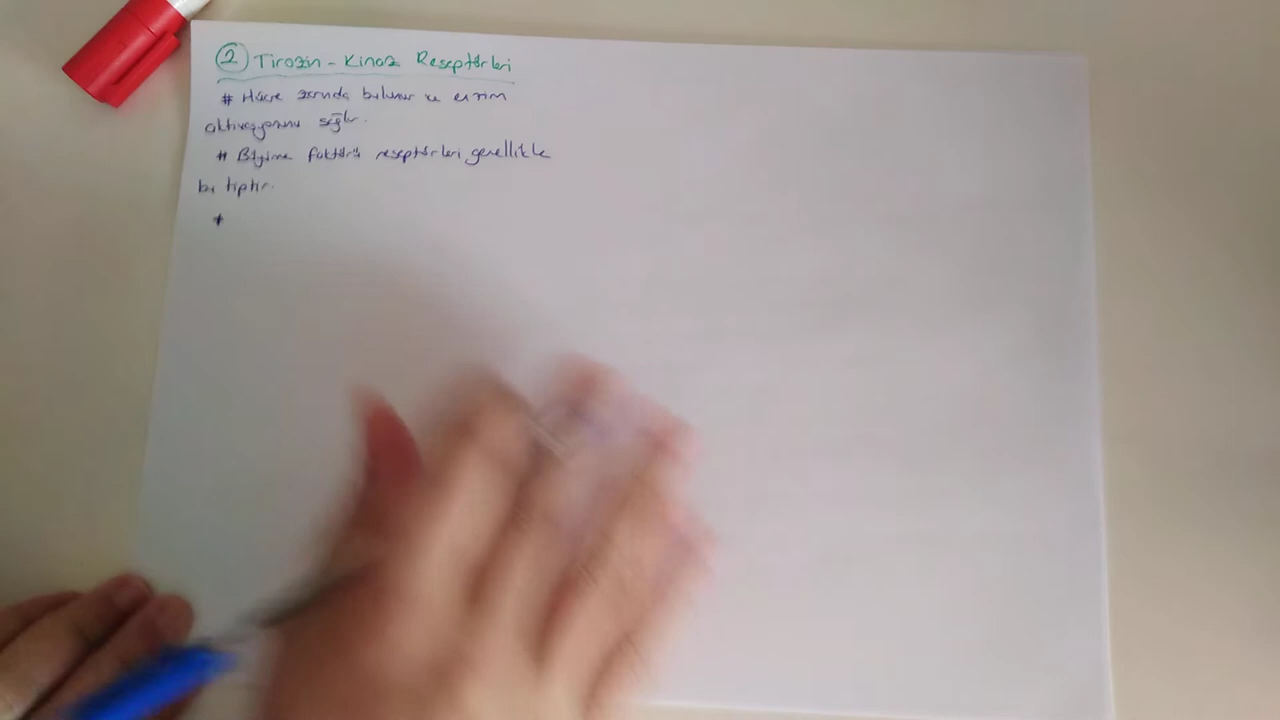 ② Tirozin - Kinaz Reseptörleri
# Hücre zarında bulunur ve enzim
aktivasyonunu sağlar.
# Büyüme faktörü reseptörleri genellikle
bu tiptir.
*